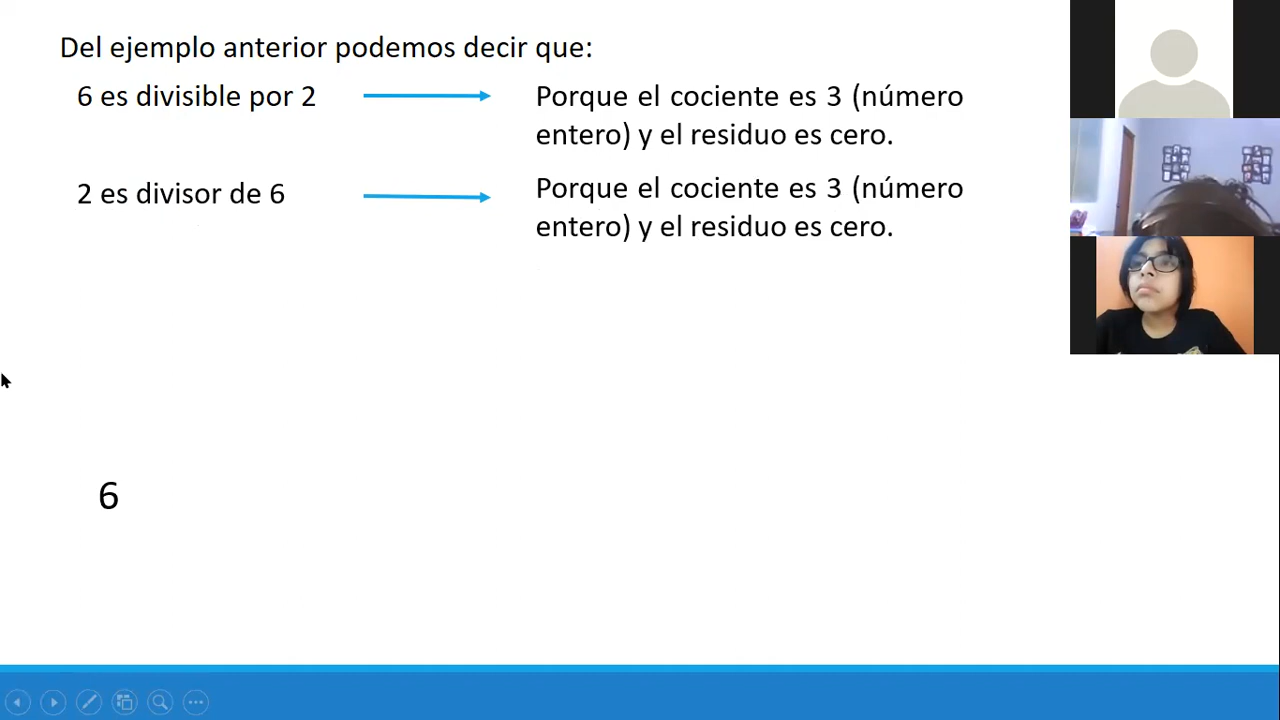 Del ejemplo anterior podemos decir que:
6 es divisible por 2
Porque el cociente es 3 (número
entero) y el residuo es cero.
2 es divisor de 6
Porque el cociente es 3 (número
entero) y el residuo es cero.
6